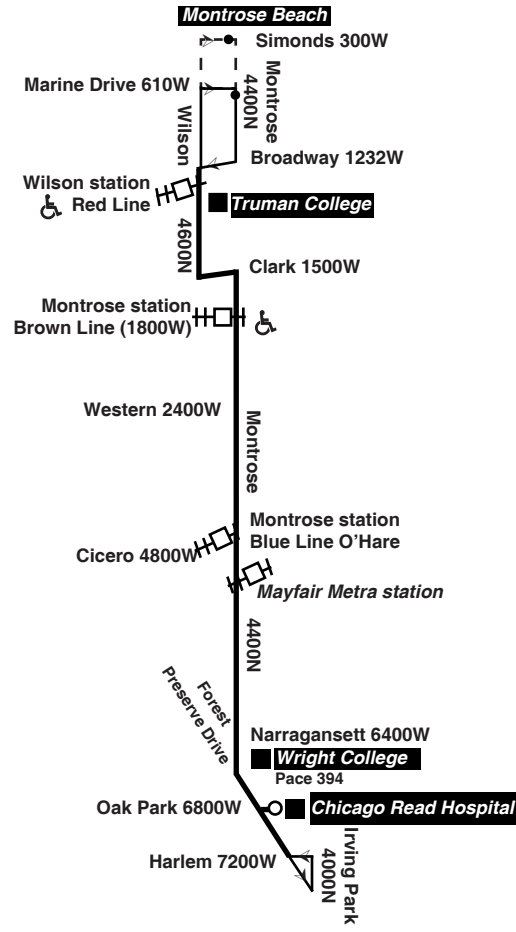 Montrose Beach
Simonds 300W
Marine Drive 610W
Montrose
4400N
Wilson
Broadway 1232W
Wilson station
Red Line
Truman College
4600N
Clark 1500W
Montrose station
Brown Line (1800W)
Western 2400W
Montrose
Montrose station
Blue Line O'Hare
Cicero 4800W
Mayfair Metra station
4400N
Forest
Preserve Drive
Narragansett 6400W
Wright College
Pace 394
Oak Park 6800W
Chicago Read Hospital
Harlem 7200W
Irving Park
4000N